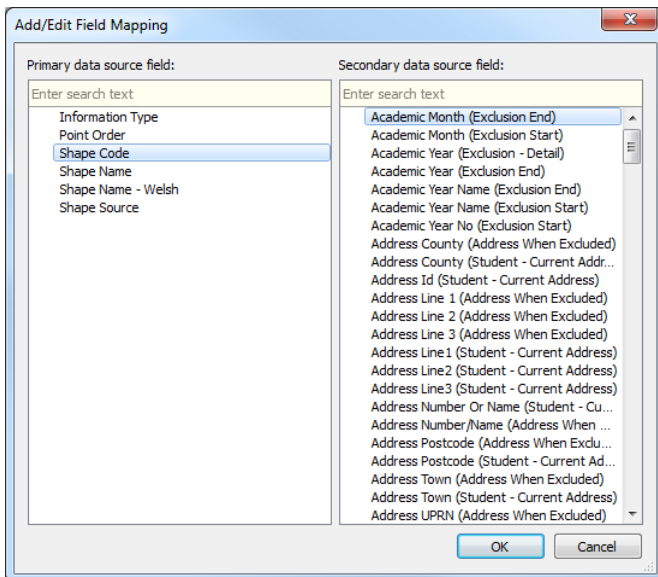 Add/Edit Field Mapping
Primary data source field:
Enter search text
Information Type
Point Order
Shape Code
Shape Name
Shape Name - Welsh
Shape Source
Secondary data source field:
Enter search text
Academic Month (Exclusion End)
Academic Month (Exclusion Start)
Academic Year (Exclusion - Detail)
Academic Year (Exclusion End)
Academic Year Name (Exclusion End)
Academic Year Name (Exclusion Start)
Academic Year No (Exclusion Start)
Address County (Address When Excluded)
Address County (Student - Current Addr...
Address Id (Student - Current Address)
Address Line 1 (Address When Excluded)
Address Line 2 (Address When Excluded)
Address Line 3 (Address When Excluded)
Address Line1 (Student - Current Address)
Address Line2 (Student - Current Address)
Address Line3 (Student - Current Address)
Address Number Or Name (Student - Cu...
Address Number/Name (Address When ...
Address Postcode (Address When Exclu...
Address Postcode (Student - Current Ad...
Address Town (Address When Excluded)
Address Town (Student - Current Address)
Address UPRN (Address When Excluded)
OK
Cancel